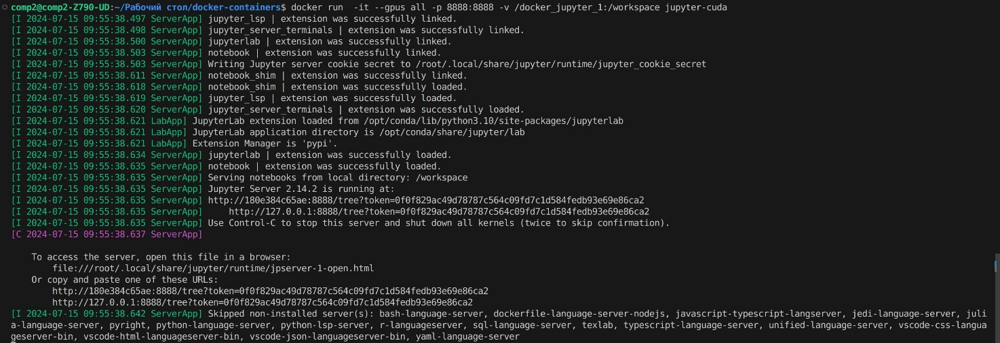 comp2@comp2-Z790-UD:~/Рабочий стол/docker-containers$ docker run  -it --gpus all -p 8888:8888 -v /docker_jupyter_1:/workspace jupyter-cuda
[I 2024-07-15 09:55:38.497 ServerApp] jupyter_lsp | extension was successfully linked.
[I 2024-07-15 09:55:38.498 ServerApp] jupyter_server_terminals | extension was successfully linked.
[I 2024-07-15 09:55:38.500 ServerApp] jupyterlab | extension was successfully linked.
[I 2024-07-15 09:55:38.503 ServerApp] notebook | extension was successfully linked.
[I 2024-07-15 09:55:38.503 ServerApp] Writing Jupyter server cookie secret to /root/.local/share/jupyter/runtime/jupyter_cookie_secret
[I 2024-07-15 09:55:38.611 ServerApp] notebook_shim | extension was successfully linked.
[I 2024-07-15 09:55:38.618 ServerApp] notebook_shim | extension was successfully loaded.
[I 2024-07-15 09:55:38.619 ServerApp] jupyter_lsp | extension was successfully loaded.
[I 2024-07-15 09:55:38.620 ServerApp] jupyter_server_terminals | extension was successfully loaded.
[I 2024-07-15 09:55:38.621 LabApp] JupyterLab extension loaded from /opt/conda/lib/python3.10/site-packages/jupyterlab
[I 2024-07-15 09:55:38.621 LabApp] JupyterLab application directory is /opt/conda/share/jupyter/lab
[I 2024-07-15 09:55:38.621 LabApp] Extension Manager is 'pypi'.
[I 2024-07-15 09:55:38.634 ServerApp] jupyterlab | extension was successfully loaded.
[I 2024-07-15 09:55:38.635 ServerApp] notebook | extension was successfully loaded.
[I 2024-07-15 09:55:38.635 ServerApp] Serving notebooks from local directory: /workspace
[I 2024-07-15 09:55:38.635 ServerApp] Jupyter Server 2.14.2 is running at:
[I 2024-07-15 09:55:38.635 ServerApp] http://180e384c65ae:8888/tree?token=0f0f829ac49d78787c564c09fd7c1d584fedb93e69e86ca2
[I 2024-07-15 09:55:38.635 ServerApp]     http://127.0.0.1:8888/tree?token=0f0f829ac49d78787c564c09fd7c1d584fedb93e69e86ca2
[I 2024-07-15 09:55:38.635 ServerApp] Use Control-C to stop this server and shut down all kernels (twice to skip confirmation).
[C 2024-07-15 09:55:38.637 ServerApp]
To access the server, open this file in a browser:
file:///root/.local/share/jupyter/runtime/jpserver-1-open.html
Or copy and paste one of these URLs:
http://180e384c65ae:8888/tree?token=0f0f829ac49d78787c564c09fd7c1d584fedb93e69e86ca2
http://127.0.0.1:8888/tree?token=0f0f829ac49d78787c564c09fd7c1d584fedb93e69e86ca2
[I 2024-07-15 09:55:38.642 ServerApp] Skipped non-installed server(s): bash-language-server, dockerfile-language-server-nodejs, javascript-typescript-langserver, jedi-language-server, juli
a-language-server, pyright, python-language-server, python-lsp-server, r-languageserver, sql-language-server, texlab, typescript-language-server, unified-language-server, vscode-css-langua
geserver-bin, vscode-html-languageserver-bin, vscode-json-languageserver-bin, yaml-language-server